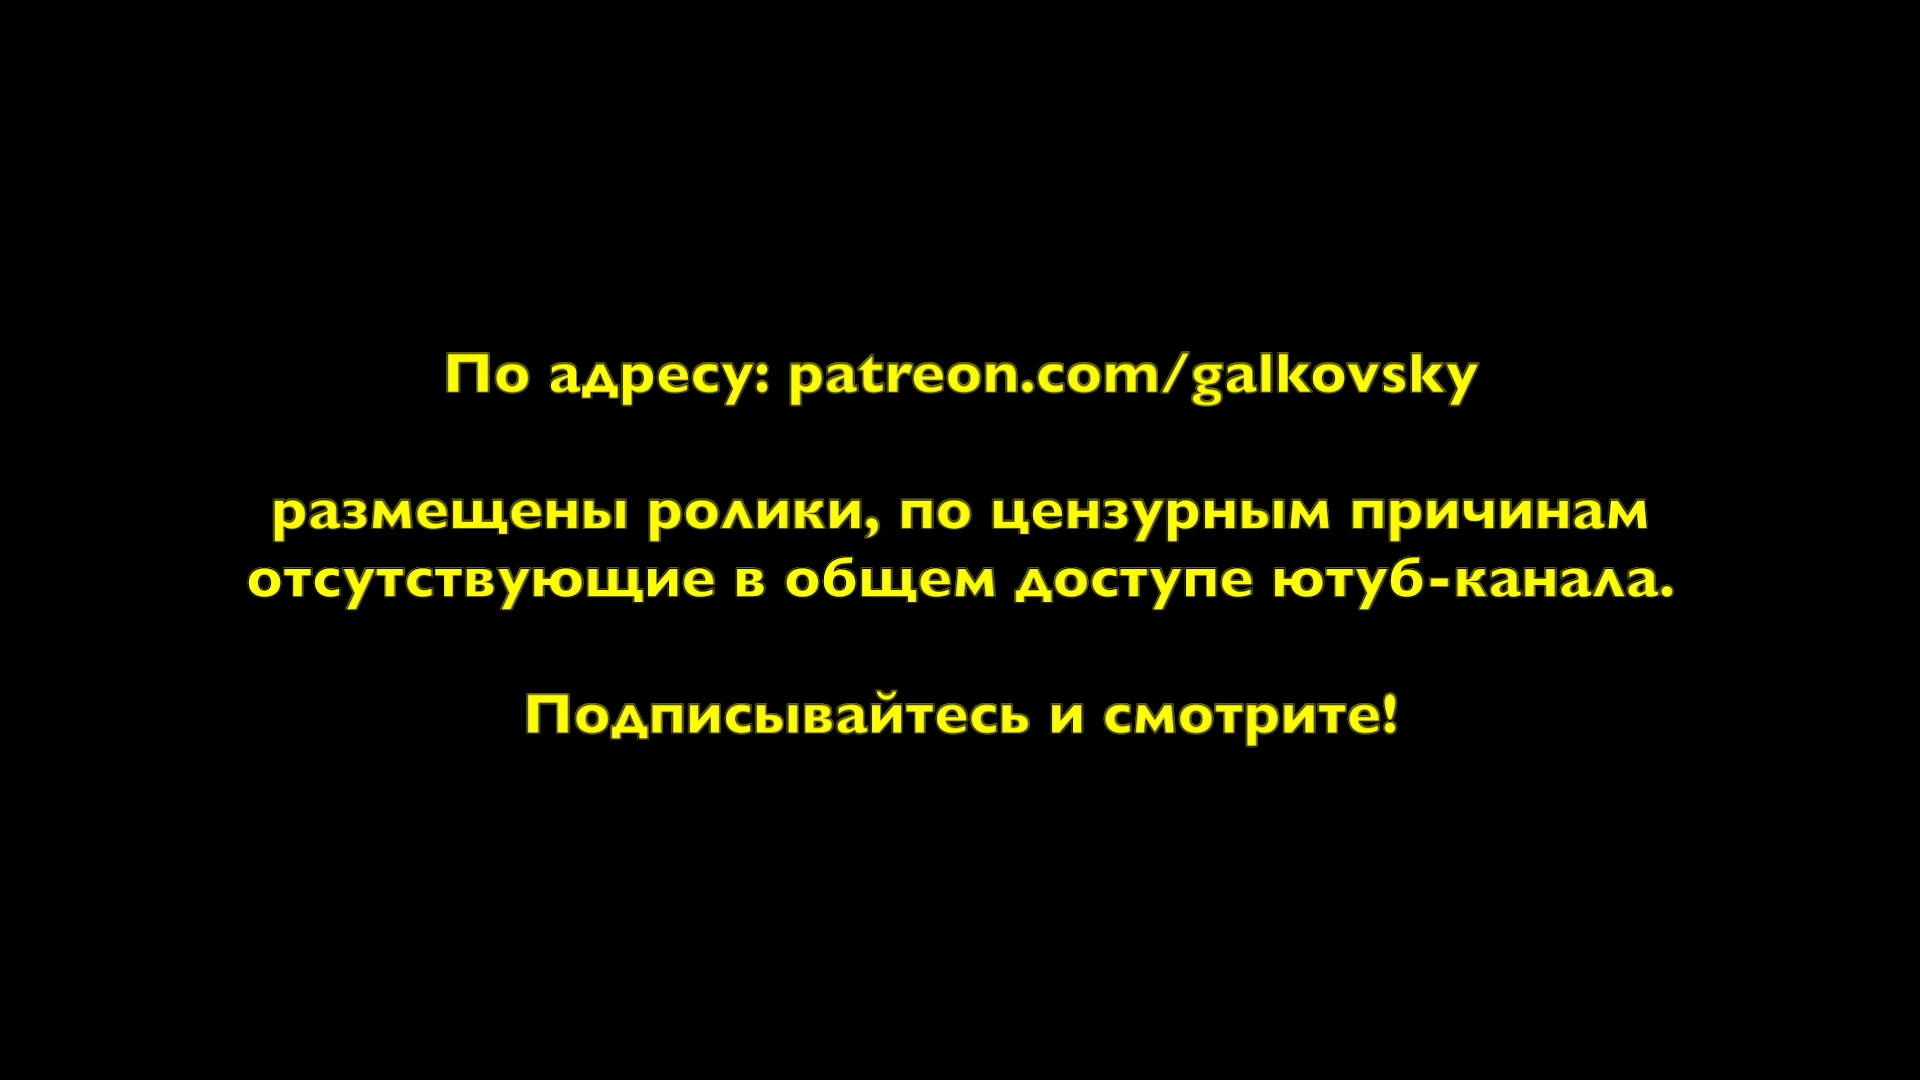 По адресу: patreon.com/galkovsky
размещены ролики, по цензурным причинам
отсутствующие в общем доступе ютуб-канала.
Подписывайтесь и смотрите!